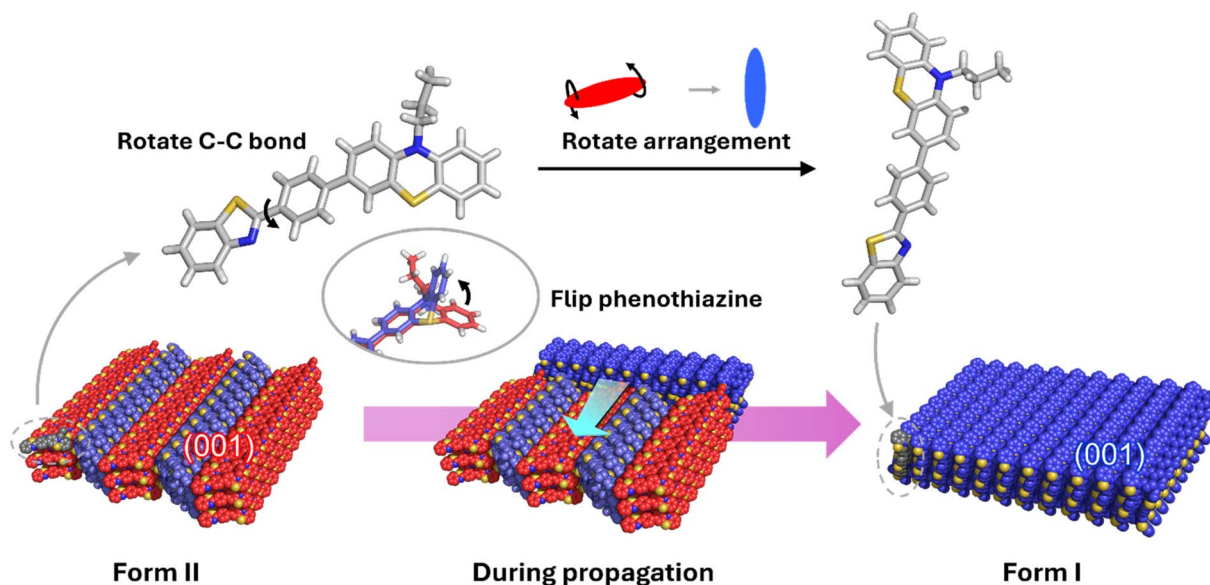 Rotate C-C bond
Rotate arrangement
Flip phenothiazine
(001)
(001)
Form II
During propagation
Form I